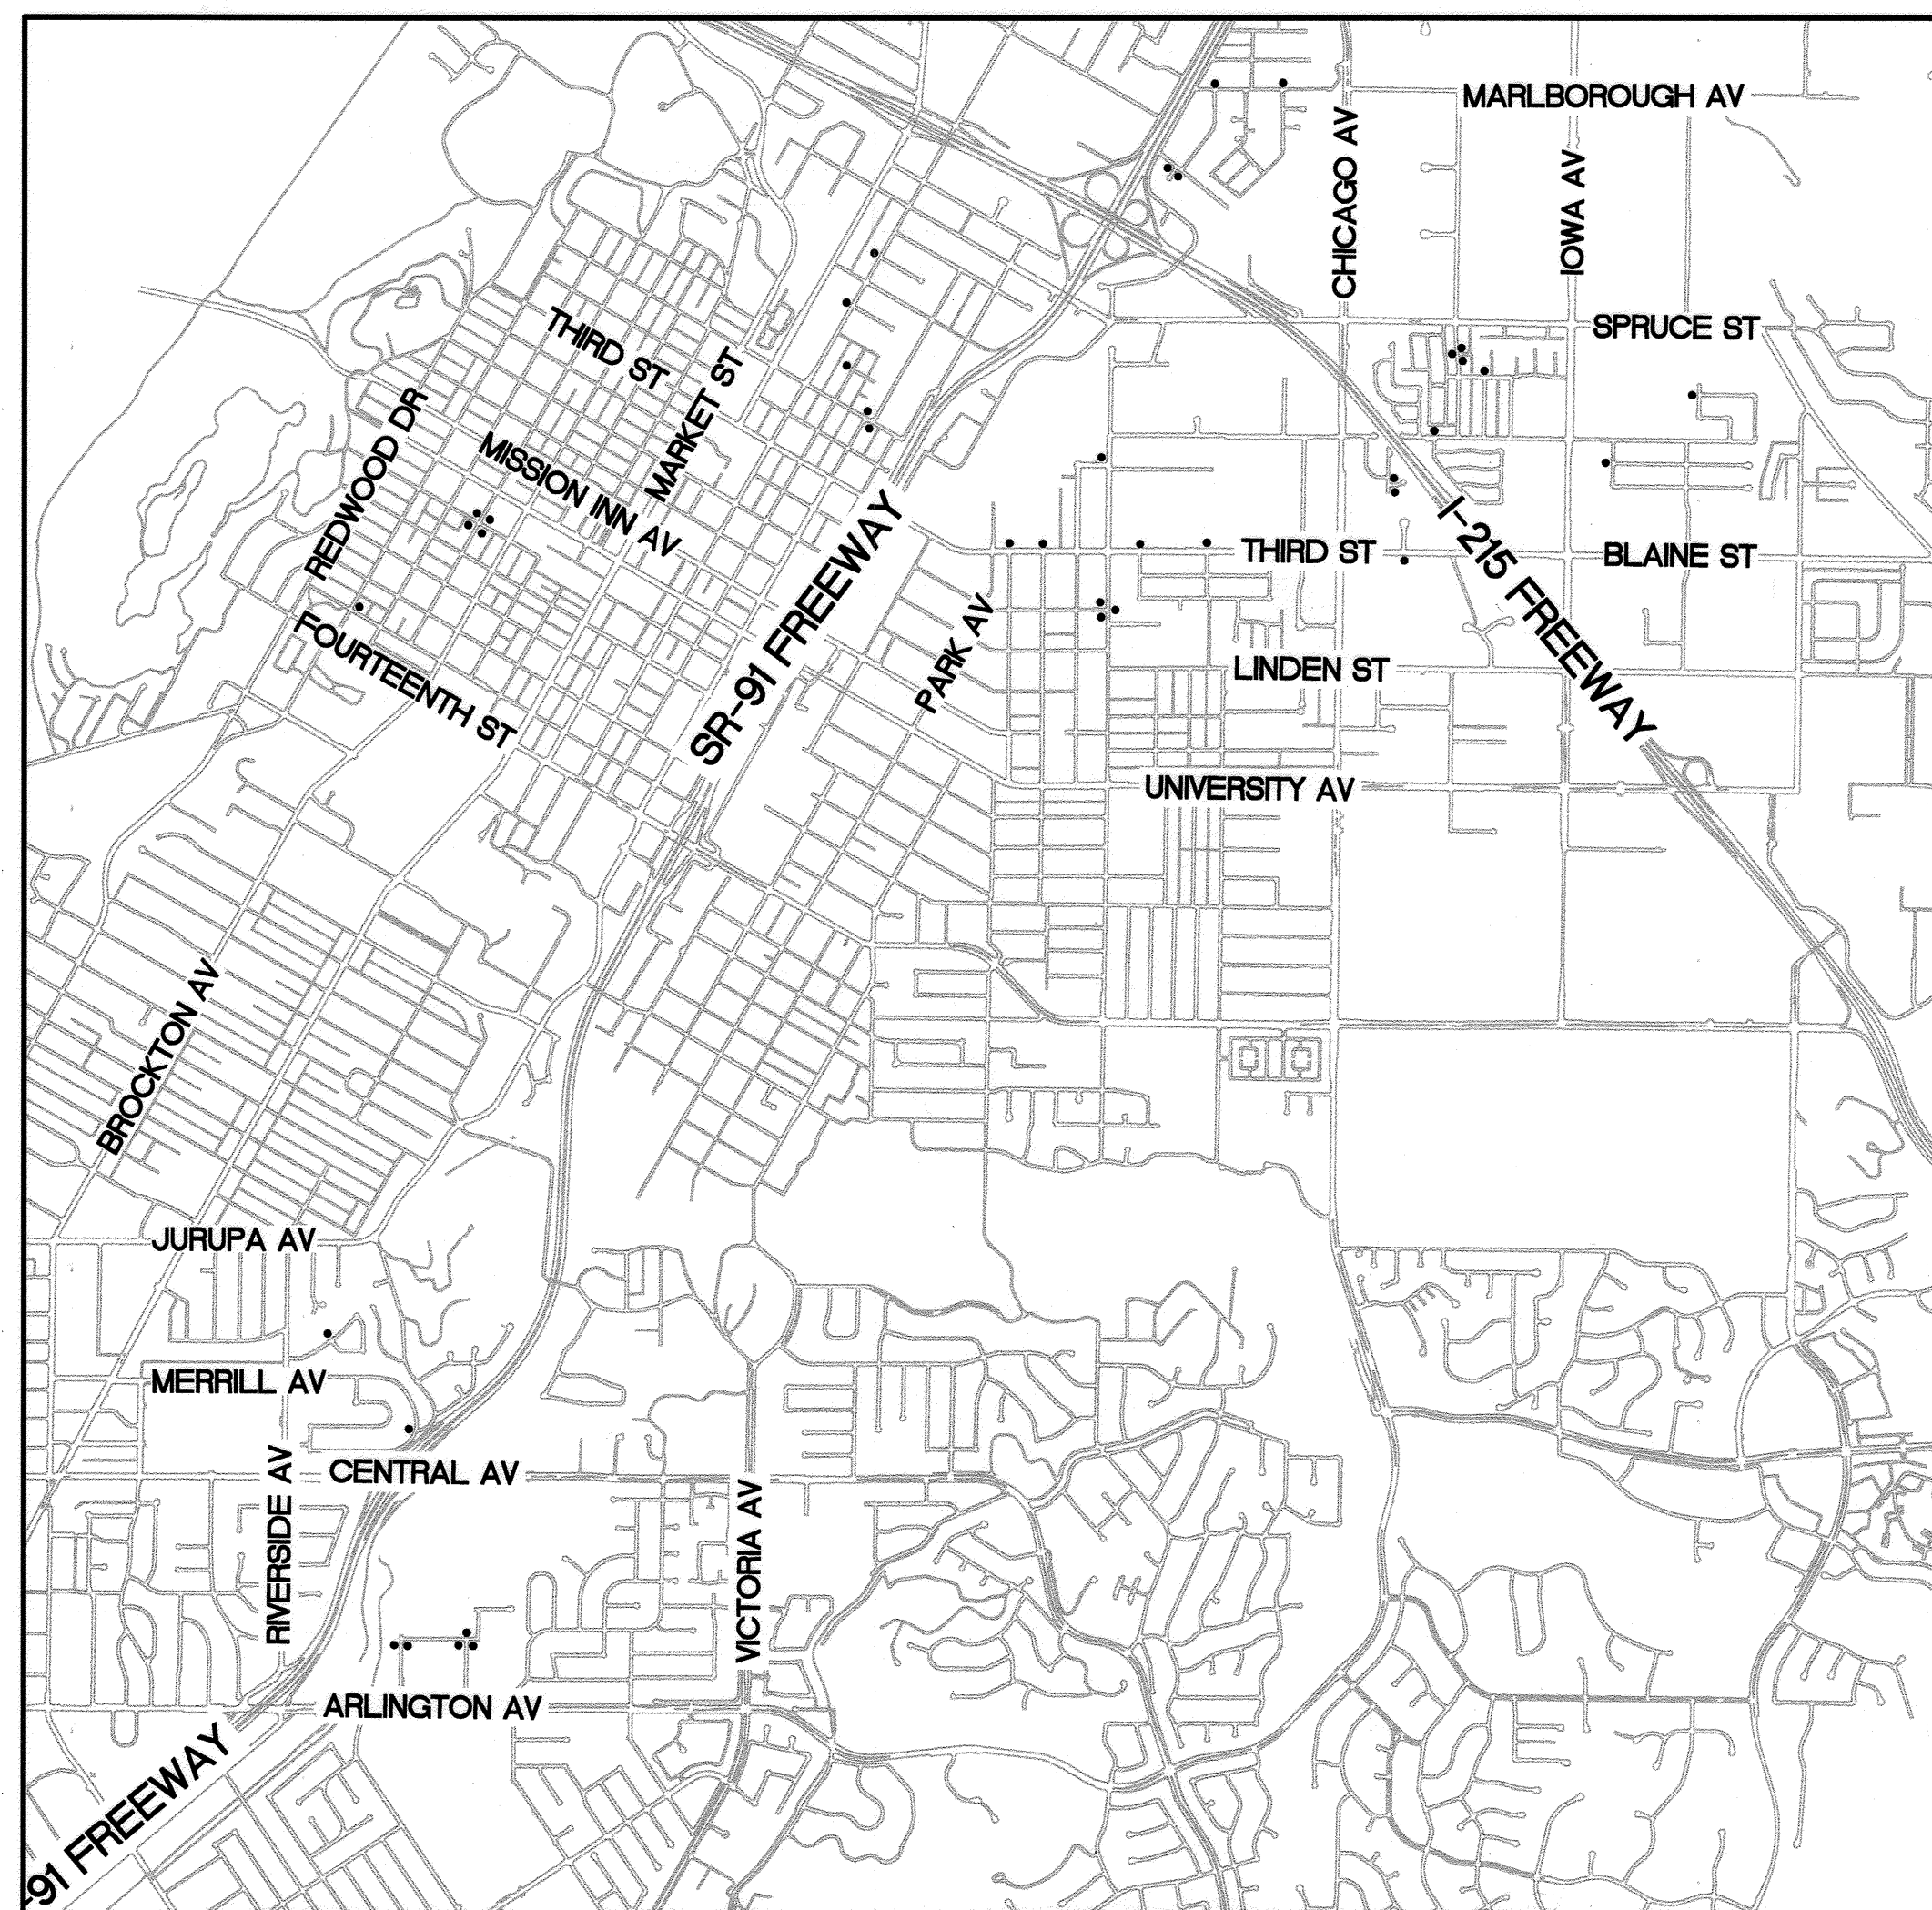 MARLBOROUGH AV
CHICAGO AV
IOWA AV
SPRUCE ST
THIRD ST
MARKET ST
REDWOOD DR
MISSION INN AV
I-215 FREEWAY
SR-91 FREEWAY
THIRD ST
BLAINE ST
PARK AV
FOURTEENTH ST
LINDEN ST
UNIVERSITY AV
BROCKTON AV
JURUPA AV
MERRILL AV
RIVERSIDE AV
CENTRAL AV
VICTORIA AV
ARLINGTON AV
-91 FREEWAY